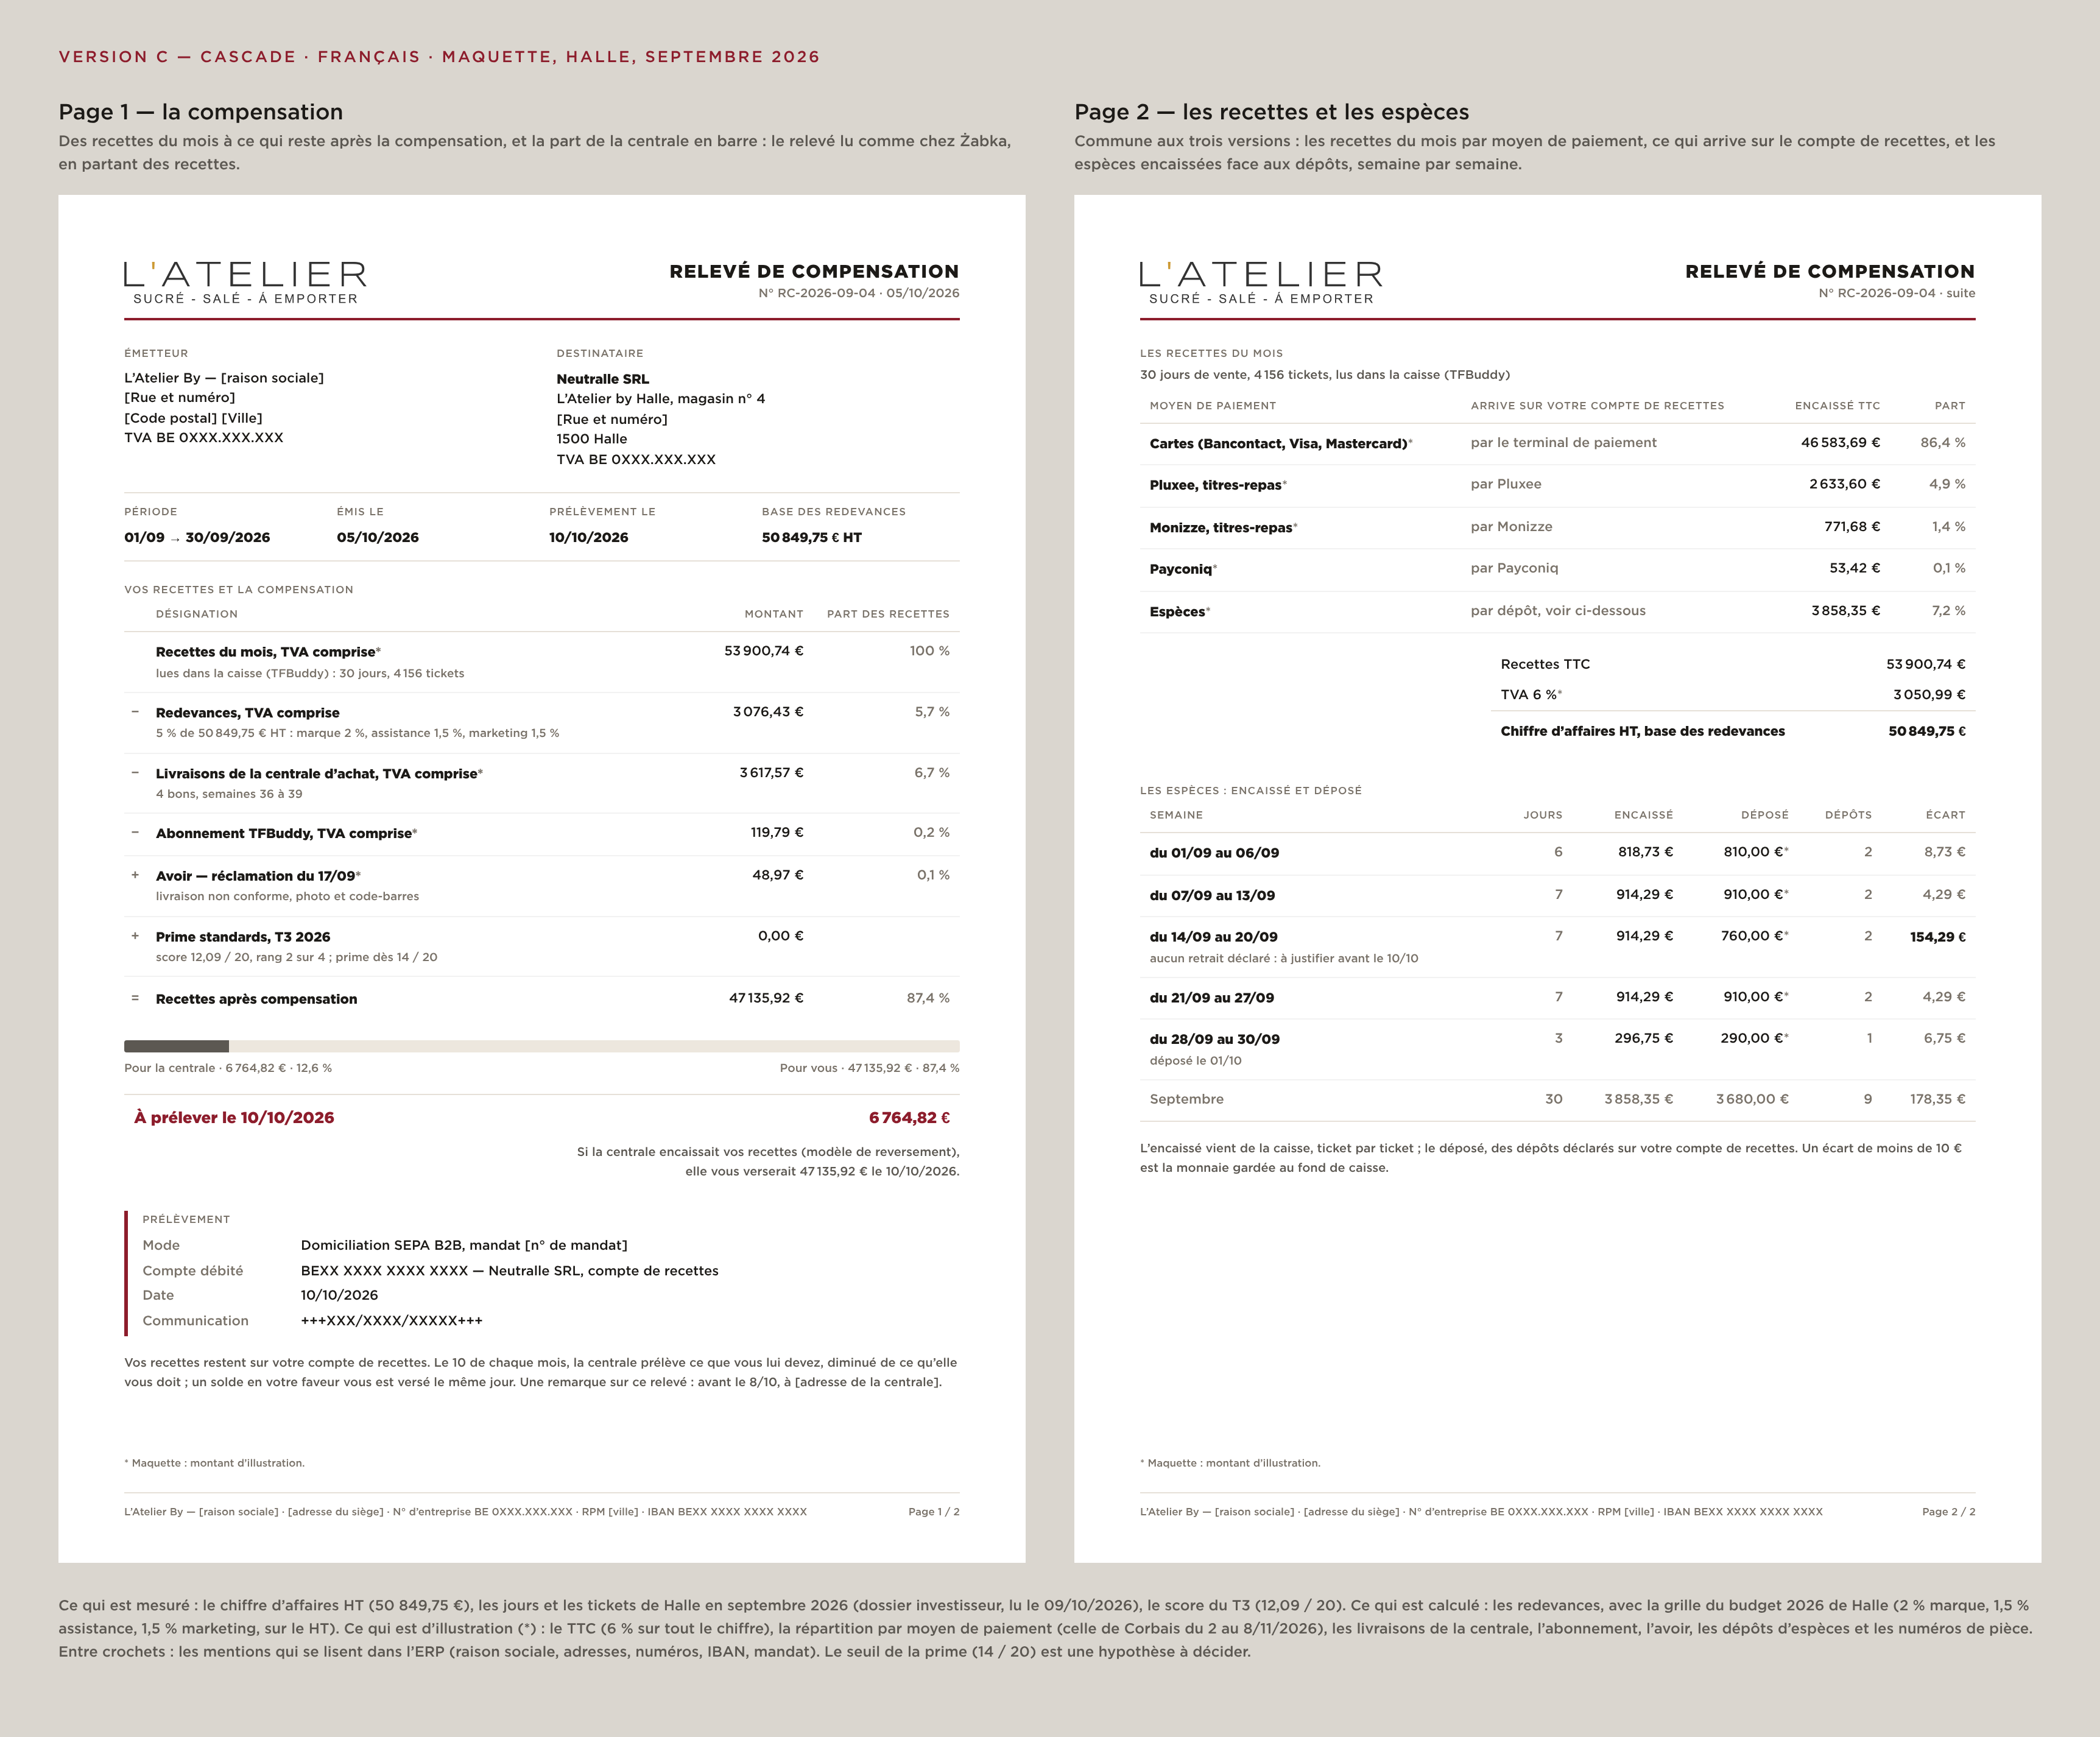 VERSION C — CASCADE · FRANÇAIS · MAQUETTE, HALLE, SEPTEMBRE 2026
Page 1 — la compensation
Des recettes du mois à ce qui reste après la compensation, et la part de la centrale en barre : le relevé lu comme chez Żabka,
en partant des recettes.
L'ATELIER
SUCRÉ - SALÉ - Á EMPORTER
RELEVÉ DE COMPENSATION
N° RC-2026-09-04 · 05/10/2026
ÉMETTEUR
L’Atelier By — [raison sociale]
[Rue et numéro]
[Code postal] [Ville]
TVA BE 0XXX.XXX.XXX
DESTINATAIRE
Neutralle SRL
L’Atelier by Halle, magasin n° 4
[Rue et numéro]
1500 Halle
TVA BE 0XXX.XXX.XXX
PÉRIODE ÉMIS LE PRÉLÈVEMENT LE BASE DES REDEVANCES
01/09 → 30/09/2026 05/10/2026 10/10/2026 50 849,75 € HT
VOS RECETTES ET LA COMPENSATION
DÉSIGNATION MONTANT PART DES RECETTES
Recettes du mois, TVA comprise* 53 900,74 € 100 %
lues dans la caisse (TFBuddy) : 30 jours, 4 156 tickets
− Redevances, TVA comprise 3 076,43 € 5,7 %
5 % de 50 849,75 € HT : marque 2 %, assistance 1,5 %, marketing 1,5 %
− Livraisons de la centrale d’achat, TVA comprise* 3 617,57 € 6,7 %
4 bons, semaines 36 à 39
− Abonnement TFBuddy, TVA comprise* 119,79 € 0,2 %
+ Avoir — réclamation du 17/09* 48,97 € 0,1 %
livraison non conforme, photo et code-barres
+ Prime standards, T3 2026 0,00 €
score 12,09 / 20, rang 2 sur 4 ; prime dès 14 / 20
= Recettes après compensation 47 135,92 € 87,4 %
Pour la centrale · 6 764,82 € · 12,6 % Pour vous · 47 135,92 € · 87,4 %
À prélever le 10/10/2026 6 764,82 €
Si la centrale encaissait vos recettes (modèle de reversement),
elle vous verserait 47 135,92 € le 10/10/2026.
PRÉLÈVEMENT
Mode Domiciliation SEPA B2B, mandat [n° de mandat]
Compte débité BEXX XXXX XXXX XXXX — Neutralle SRL, compte de recettes
Date 10/10/2026
Communication +++XXX/XXXX/XXXXX+++
Vos recettes restent sur votre compte de recettes. Le 10 de chaque mois, la centrale prélève ce que vous lui devez, diminué de ce qu’elle
vous doit ; un solde en votre faveur vous est versé le même jour. Une remarque sur ce relevé : avant le 8/10, à [adresse de la centrale].
* Maquette : montant d’illustration.
L’Atelier By — [raison sociale] · [adresse du siège] · N° d’entreprise BE 0XXX.XXX.XXX · RPM [ville] · IBAN BEXX XXXX XXXX XXXX Page 1 / 2
Page 2 — les recettes et les espèces
Commune aux trois versions : les recettes du mois par moyen de paiement, ce qui arrive sur le compte de recettes, et les
espèces encaissées face aux dépôts, semaine par semaine.
L'ATELIER
SUCRÉ - SALÉ - Á EMPORTER
RELEVÉ DE COMPENSATION
N° RC-2026-09-04 · suite
LES RECETTES DU MOIS
30 jours de vente, 4 156 tickets, lus dans la caisse (TFBuddy)
MOYEN DE PAIEMENT ARRIVE SUR VOTRE COMPTE DE RECETTES ENCAISSÉ TTC PART
Cartes (Bancontact, Visa, Mastercard)* par le terminal de paiement 46 583,69 € 86,4 %
Pluxee, titres-repas* par Pluxee 2 633,60 € 4,9 %
Monizze, titres-repas* par Monizze 771,68 € 1,4 %
Payconiq* par Payconiq 53,42 € 0,1 %
Espèces* par dépôt, voir ci-dessous 3 858,35 € 7,2 %
Recettes TTC 53 900,74 €
TVA 6 %* 3 050,99 €
Chiffre d’affaires HT, base des redevances 50 849,75 €
LES ESPÈCES : ENCAISSÉ ET DÉPOSÉ
SEMAINE JOURS ENCAISSÉ DÉPOSÉ DÉPÔTS ÉCART
du 01/09 au 06/09 6 818,73 € 810,00 €* 2 8,73 €
du 07/09 au 13/09 7 914,29 € 910,00 €* 2 4,29 €
du 14/09 au 20/09 7 914,29 € 760,00 €* 2 154,29 €
aucun retrait déclaré : à justifier avant le 10/10
du 21/09 au 27/09 7 914,29 € 910,00 €* 2 4,29 €
du 28/09 au 30/09 3 296,75 € 290,00 €* 1 6,75 €
déposé le 01/10
Septembre 30 3 858,35 € 3 680,00 € 9 178,35 €
L’encaissé vient de la caisse, ticket par ticket ; le déposé, des dépôts déclarés sur votre compte de recettes. Un écart de moins de 10 €
est la monnaie gardée au fond de caisse.
* Maquette : montant d’illustration.
L’Atelier By — [raison sociale] · [adresse du siège] · N° d’entreprise BE 0XXX.XXX.XXX · RPM [ville] · IBAN BEXX XXXX XXXX XXXX Page 2 / 2
Ce qui est mesuré : le chiffre d’affaires HT (50 849,75 €), les jours et les tickets de Halle en septembre 2026 (dossier investisseur, lu le 09/10/2026), le score du T3 (12,09 / 20). Ce qui est calculé : les redevances, avec la grille du budget 2026 de Halle (2 % marque, 1,5 %
assistance, 1,5 % marketing, sur le HT). Ce qui est d’illustration (*) : le TTC (6 % sur tout le chiffre), la répartition par moyen de paiement (celle de Corbais du 2 au 8/11/2026), les livraisons de la centrale, l’abonnement, l’avoir, les dépôts d’espèces et les numéros de pièce.
Entre crochets : les mentions qui se lisent dans l’ERP (raison sociale, adresses, numéros, IBAN, mandat). Le seuil de la prime (14 / 20) est une hypothèse à décider.